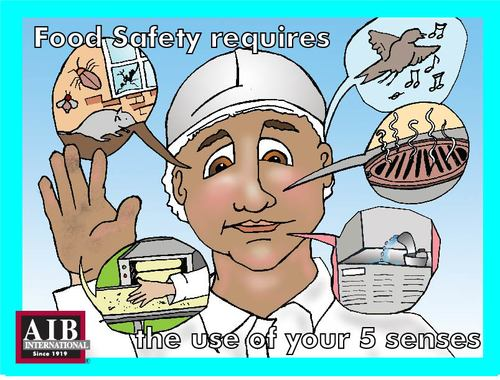 Food Safety requires
the use of your 5 senses
AIB
INTERNATIONAL
Since 1919